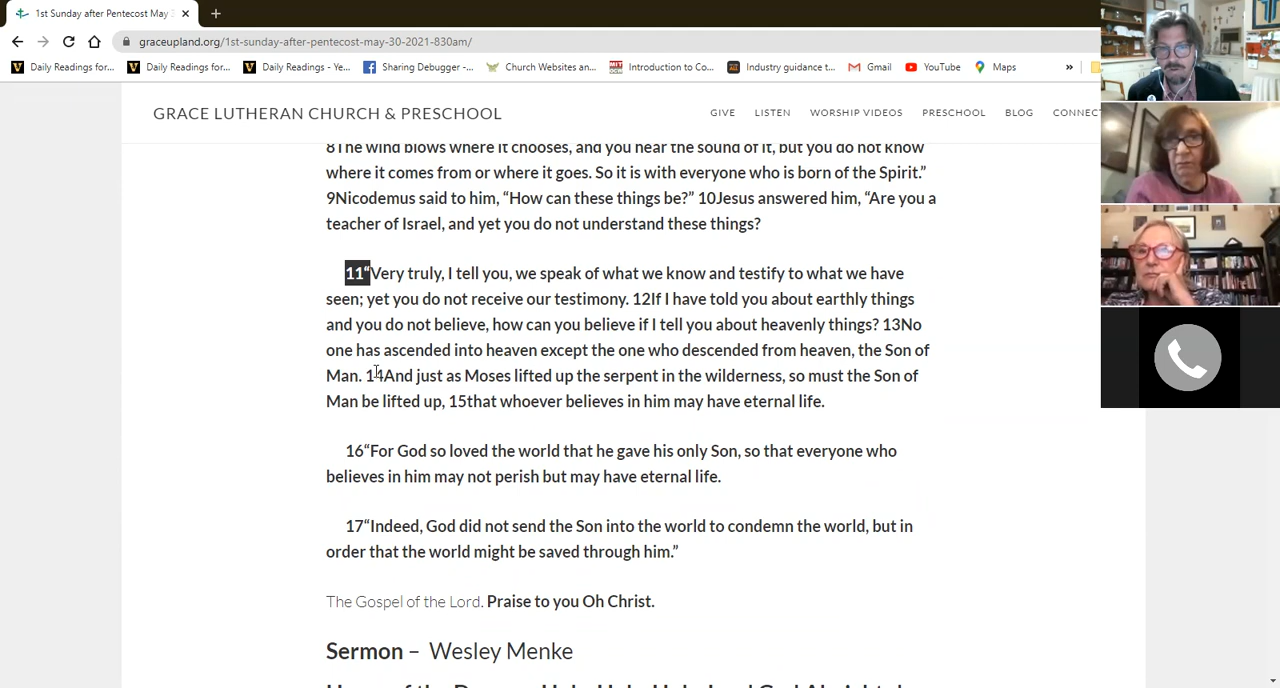 1st Sunday after Pentecost May
graceupland.org/1st-sunday-after-pentecost-may-30-2021-830am/
Daily Readings for... Daily Readings for... Daily Readings - Ye... Sharing Debugger -... Church Websites an... Introduction to Co... Industry guidance t... Gmail YouTube Maps »
GRACE LUTHERAN CHURCH & PRESCHOOL GIVE LISTEN WORSHIP VIDEOS PRESCHOOL BLOG CONNECT
8The wind blows where it chooses, and you hear the sound of it, but you do not know
where it comes from or where it goes. So it is with everyone who is born of the Spirit.”
9Nicodemus said to him, “How can these things be?” 10Jesus answered him, “Are you a
teacher of Israel, and yet you do not understand these things?
11“Very truly, I tell you, we speak of what we know and testify to what we have
seen; yet you do not receive our testimony. 12If I have told you about earthly things
and you do not believe, how can you believe if I tell you about heavenly things? 13No
one has ascended into heaven except the one who descended from heaven, the Son of
Man. 14And just as Moses lifted up the serpent in the wilderness, so must the Son of
Man be lifted up, 15that whoever believes in him may have eternal life.
16“For God so loved the world that he gave his only Son, so that everyone who
believes in him may not perish but may have eternal life.
17“Indeed, God did not send the Son into the world to condemn the world, but in
order that the world might be saved through him.”
The Gospel of the Lord. Praise to you Oh Christ.
Sermon – Wesley Menke